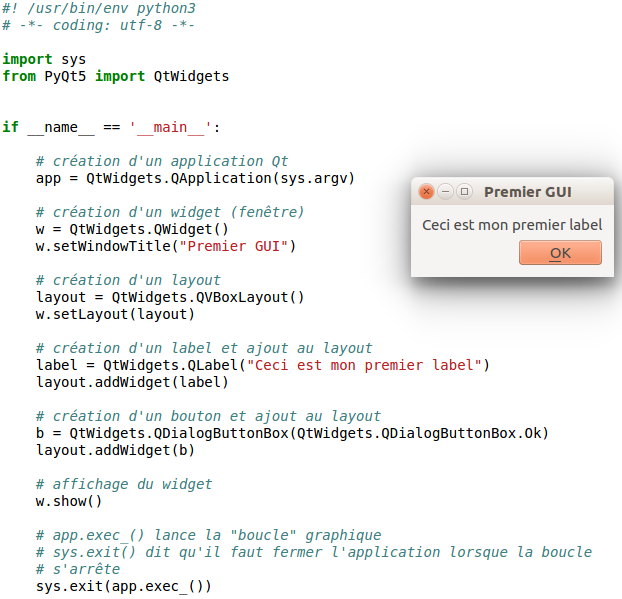 #! /usr/bin/env python3
# -*- coding: utf-8 -*-
import sys
from PyQt5 import QtWidgets
if __name__ == '__main__':
# création d'un application Qt
app = QtWidgets.QApplication(sys.argv)
# création d'un widget (fenêtre)
w = QtWidgets.QWidget()
w.setWindowTitle("Premier GUI")
# création d'un layout
layout = QtWidgets.QVBoxLayout()
w.setLayout(layout)
# création d'un label et ajout au layout
label = QtWidgets.QLabel("Ceci est mon premier label")
layout.addWidget(label)
# création d'un bouton et ajout au layout
b = QtWidgets.QDialogButtonBox(QtWidgets.QDialogButtonBox.Ok)
layout.addWidget(b)
# affichage du widget
w.show()
# app.exec_() lance la "boucle" graphique
# sys.exit() dit qu'il faut fermer l'application lorsque la boucle
# s'arrête
sys.exit(app.exec_())
Premier GUI
Ceci est mon premier label
OK